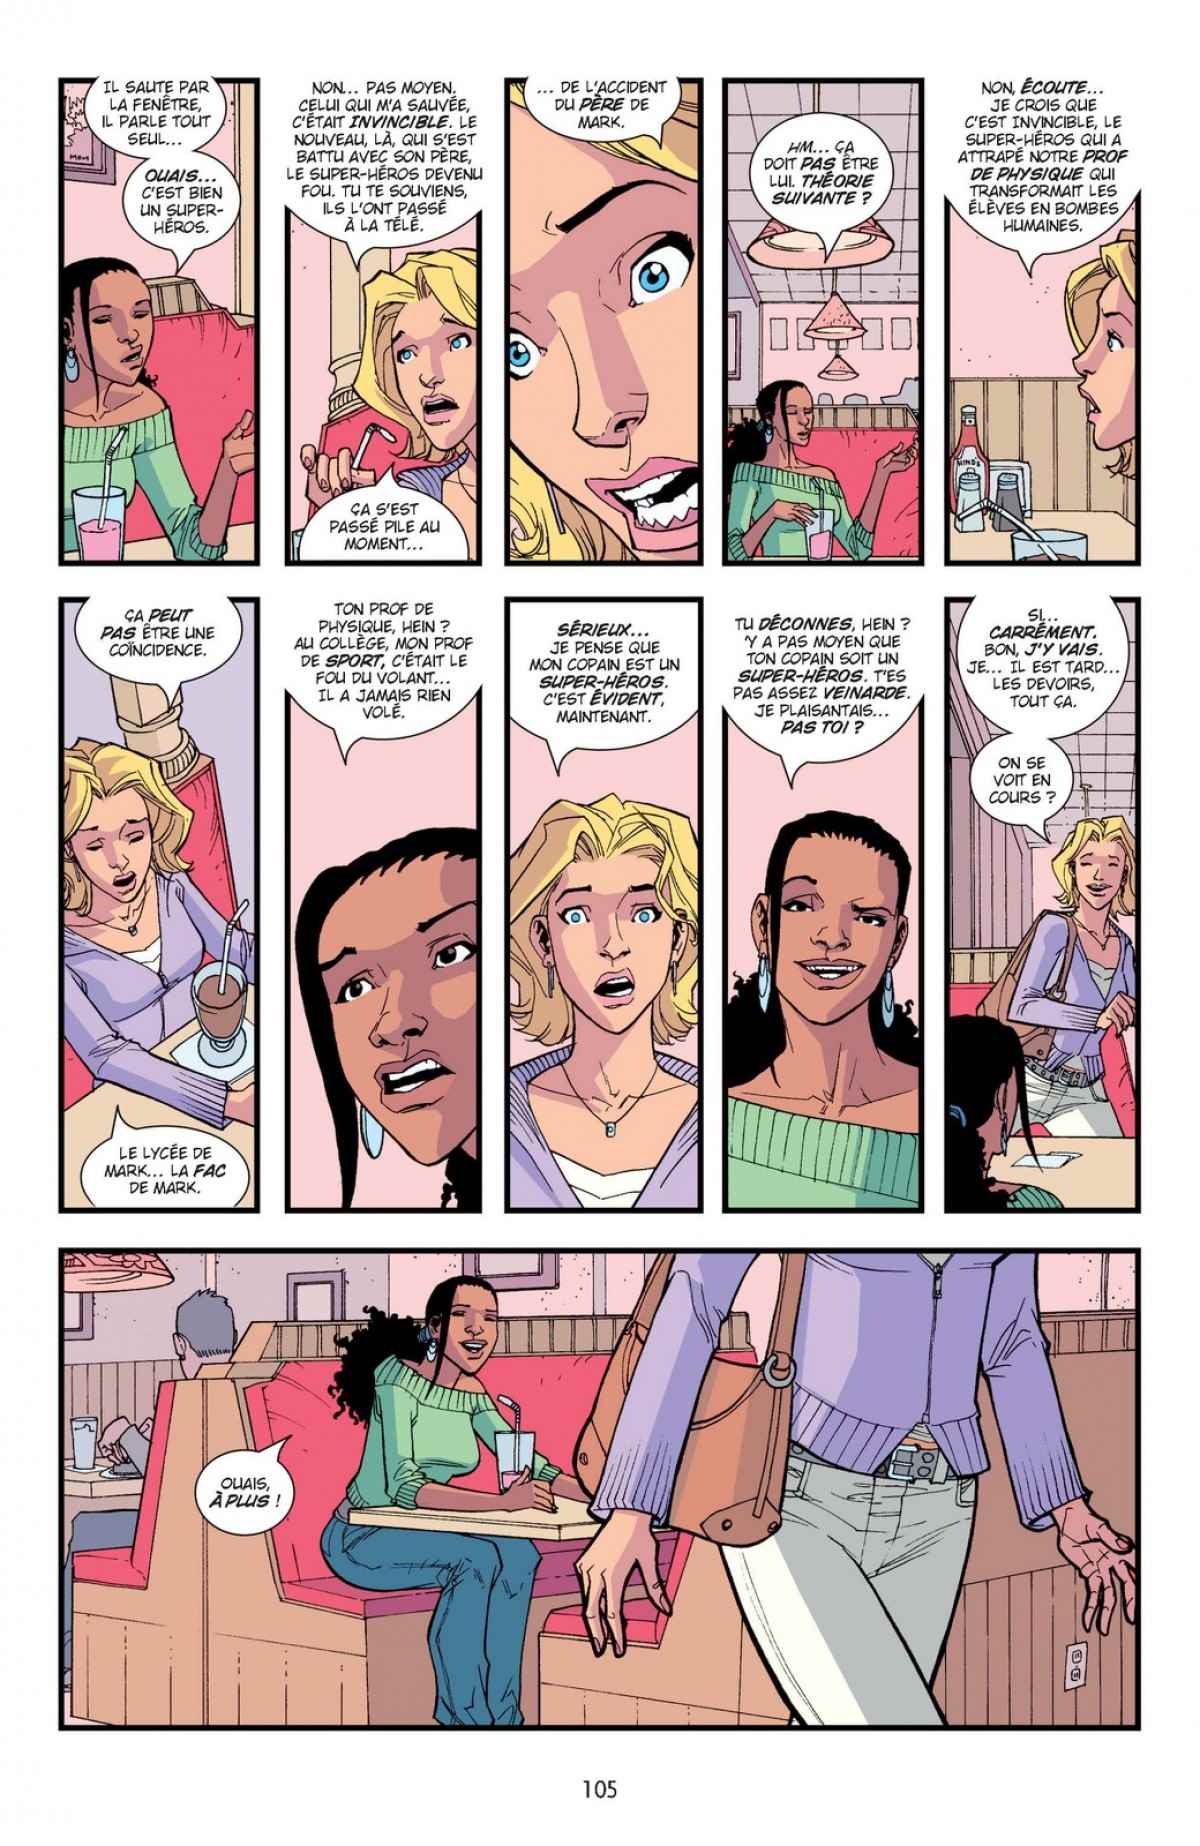 IL SAUTE PAR
LA FENÊTRE,
IL PARLE TOUT
SEUL...
OUAIS...
C'EST BIEN
UN SUPER-
HÉROS.
NON... PAS MOYEN.
CELUI QUI M'A SAUVÉE,
C'ÉTAIT INVINCIBLE. LE
NOUVEAU, LÀ, QUI S'EST
BATTU AVEC SON PÈRE,
LE SUPER-HÉROS DEVENU
FOU. TU TE SOUVIENS,
ILS L'ONT PASSÉ
À LA TÉLÉ.
ÇA S'EST
PASSÉ PILE AU
MOMENT...
... DE L'ACCIDENT
DU PÈRE DE
MARK.
HM... ÇA
DOIT PAS ÊTRE
LUI. THÉORIE
SUIVANTE ?
NON, ÉCOUTE...
JE CROIS QUE
C'EST INVINCIBLE, LE
SUPER-HÉROS QUI A
ATTRAPÉ NOTRE PROF
DE PHYSIQUE QUI
TRANSFORMAIT LES
ÉLÈVES EN BOMBES
HUMAINES.
ÇA PEUT
PAS ÊTRE UNE
COÏNCIDENCE.
LE LYCÉE DE
MARK... LA FAC
DE MARK.
TON PROF DE
PHYSIQUE, HEIN ?
AU COLLÈGE, MON PROF
DE SPORT, C'ÉTAIT LE
FOU DU VOLANT...
IL A JAMAIS RIEN
VOLÉ.
SÉRIEUX...
JE PENSE QUE
MON COPAIN EST UN
SUPER-HÉROS.
C'EST ÉVIDENT,
MAINTENANT.
TU DÉCONNES, HEIN ?
'Y A PAS MOYEN QUE
TON COPAIN SOIT UN
SUPER-HÉROS. T'ES
PAS ASSEZ VEINARDE.
JE PLAISANTAIS...
PAS TOI ?
SI...
CARRÉMENT.
BON, J'Y VAIS.
JE... IL EST TARD...
LES DEVOIRS,
TOUT ÇA.
ON SE
VOIT EN
COURS ?
OUAIS,
À PLUS !
105